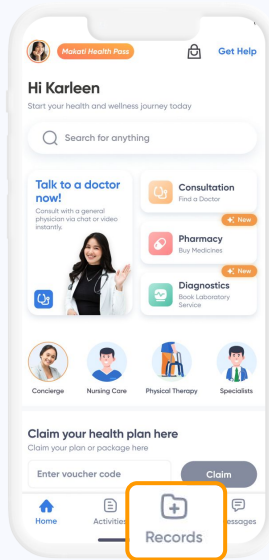 Makati Health Pass
Get Help
Hi Karleen
Start your health and wellness journey today
Search for anything
Talk to a doctor
now!
Consult with a general
physician via chat or video
instantly.
Consultation
Find a Doctor
New
Pharmacy
Buy Medicines
New
Diagnostics
Book Laboratory
Service
Concierge
Nursing Care
Physical Therapy
Specialists
Claim your health plan here
Claim your plan or package here
Enter voucher code
Claim
Home
Activities
Records
essages